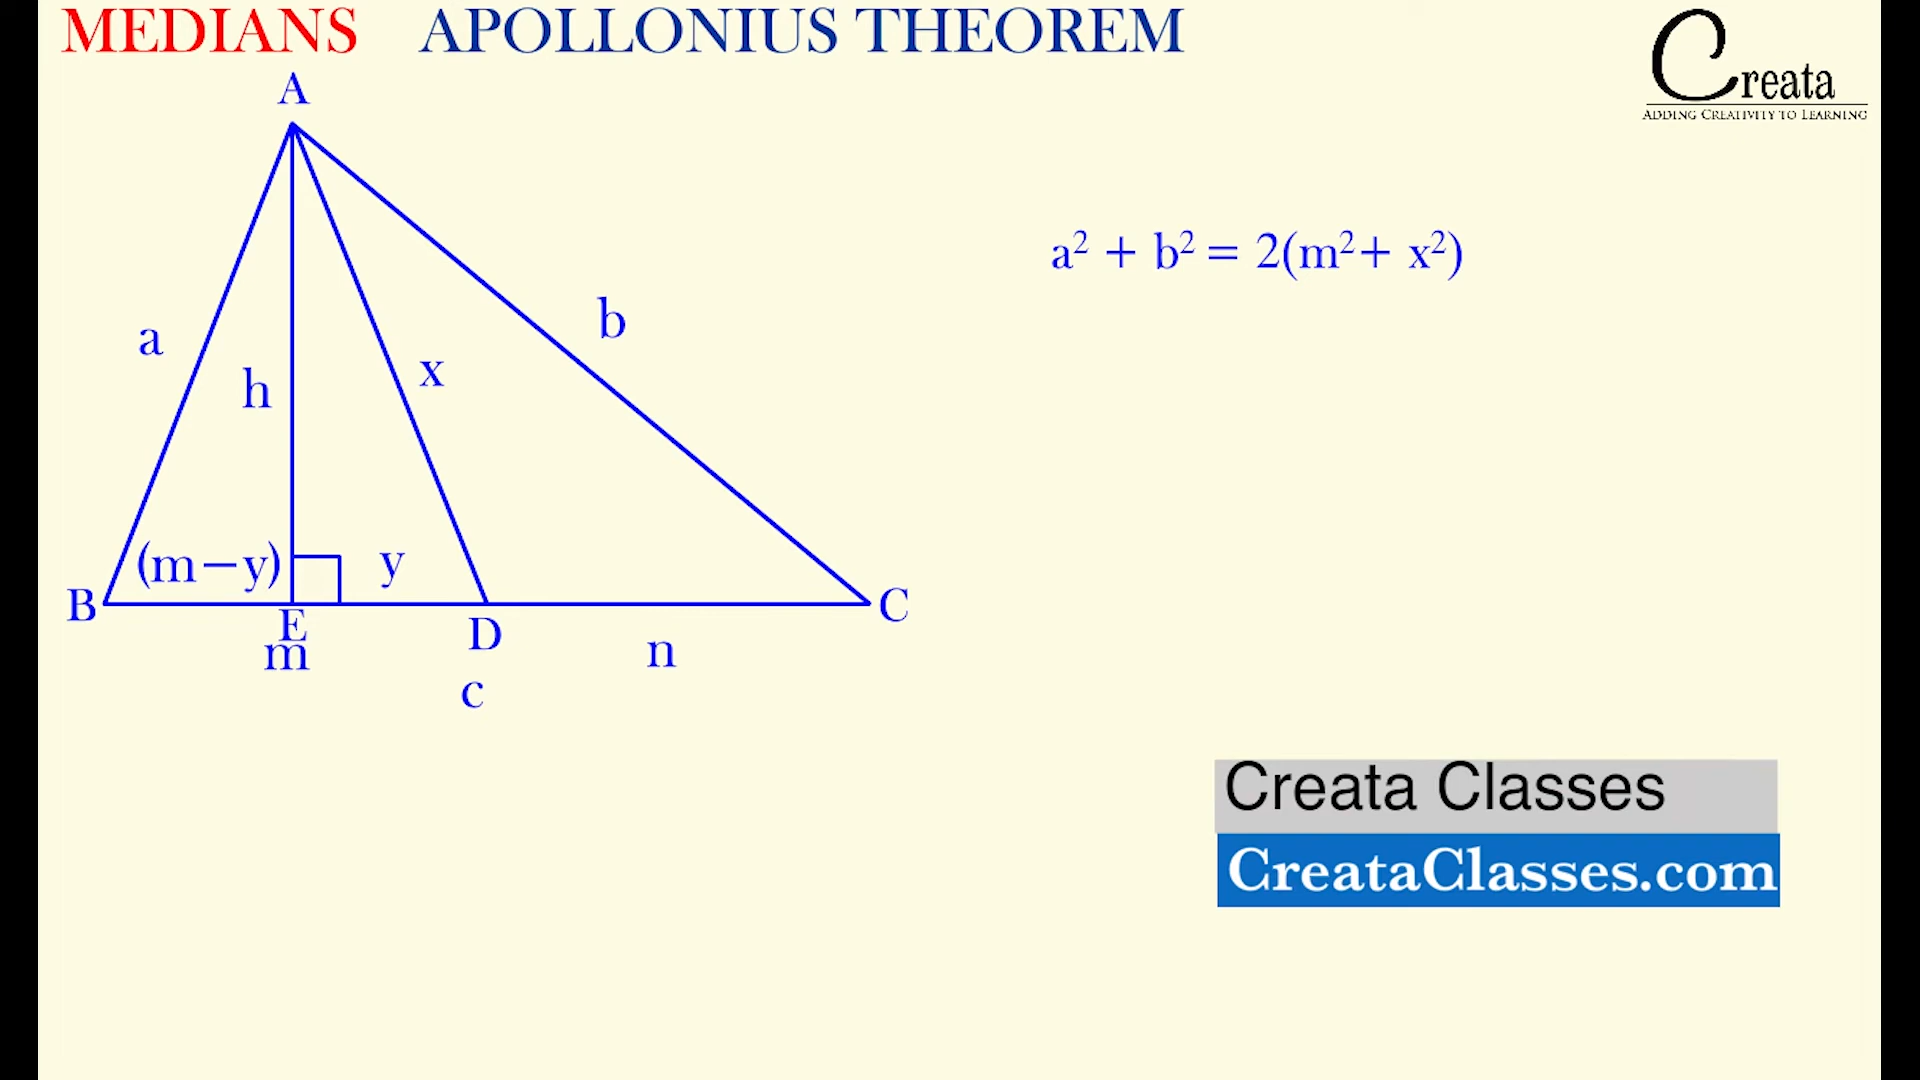 MEDIANS APOLLONIUS THEOREM
Creata
ADDING CREATIVITY TO LEARNING
A
a² + b² = 2(m²+ x²)
b
a
x
h
(m−y)
y
B
E
D
C
m
n
c
Creata Classes
CreataClasses.com